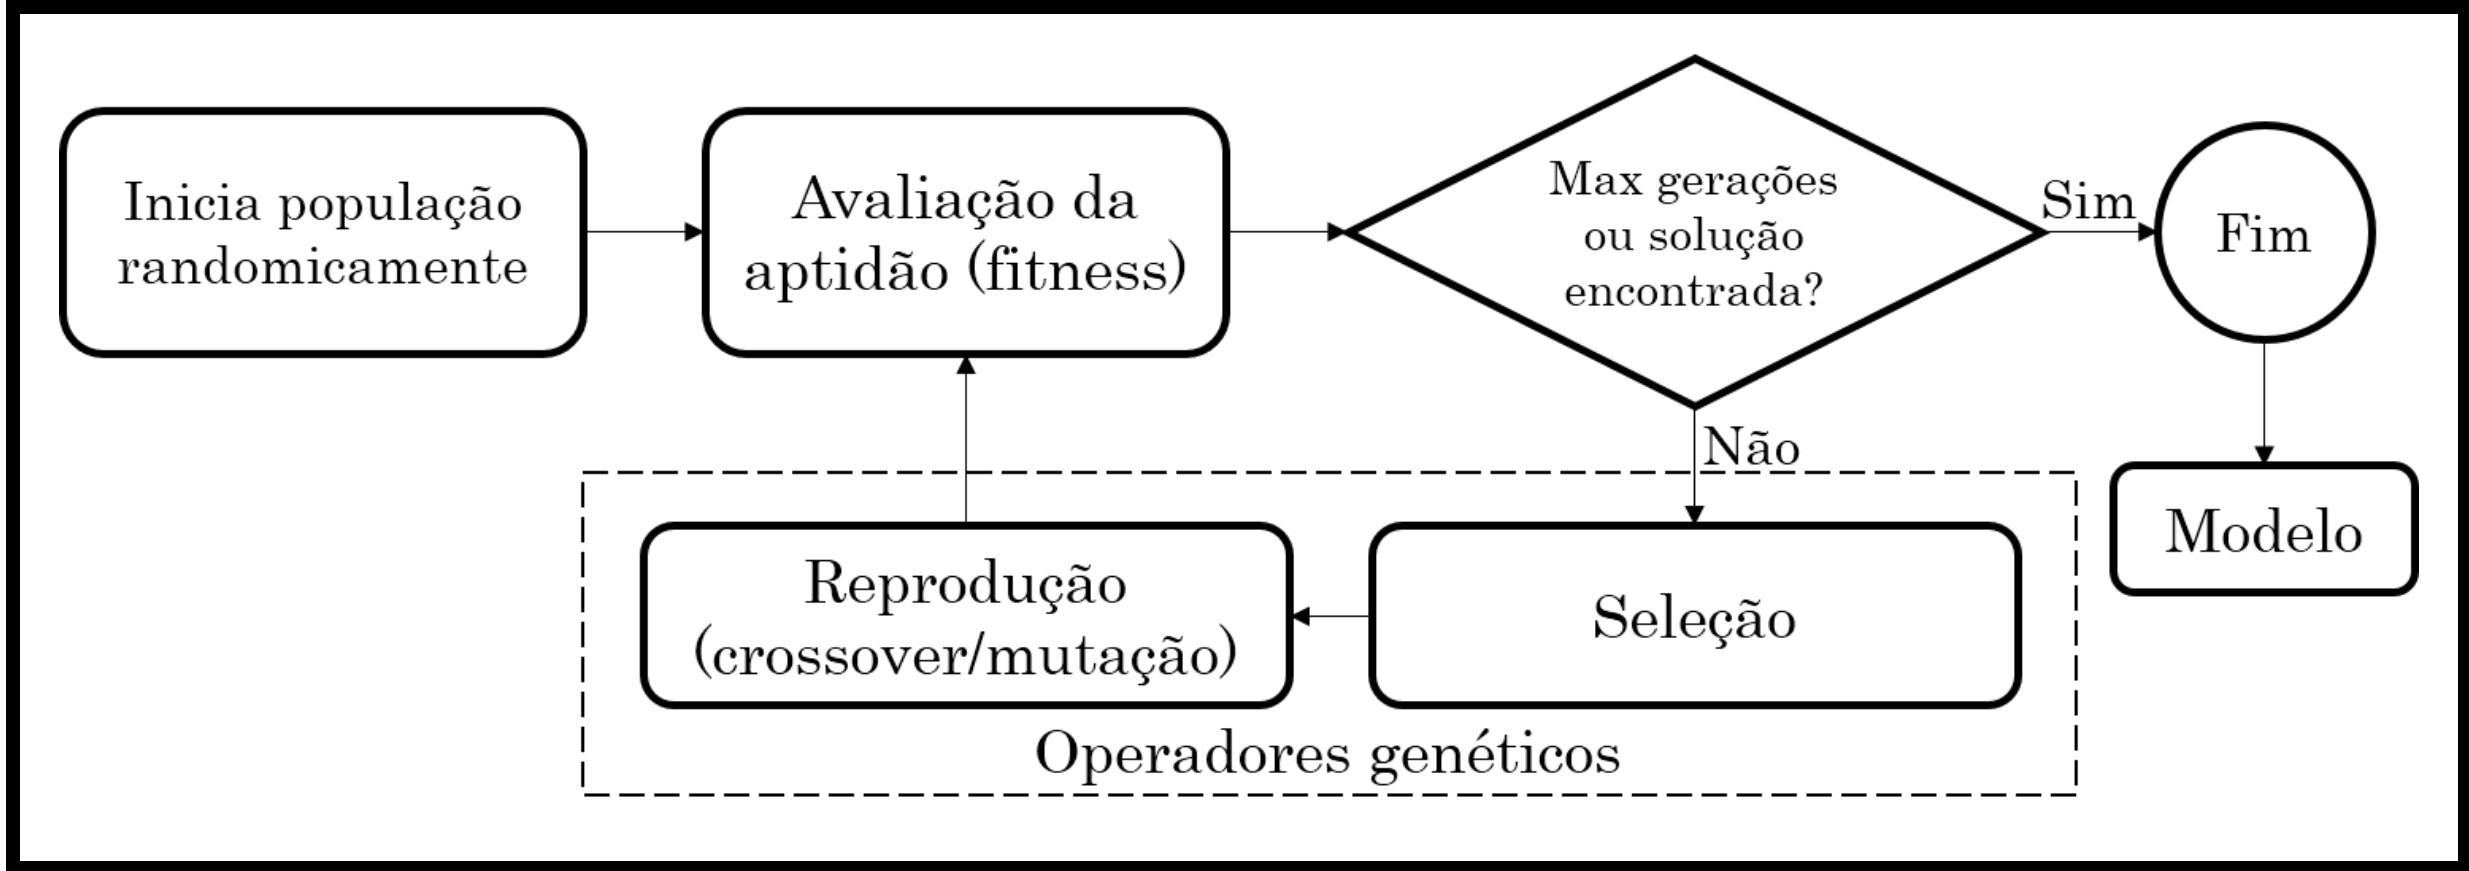 Inicia população
randomicamente
Avaliação da
aptidão (fitness)
Max gerações
ou solução
encontrada?
Sim
Fim
Não
Modelo
Reprodução
(crossover/mutação)
Seleção
Operadores genéticos